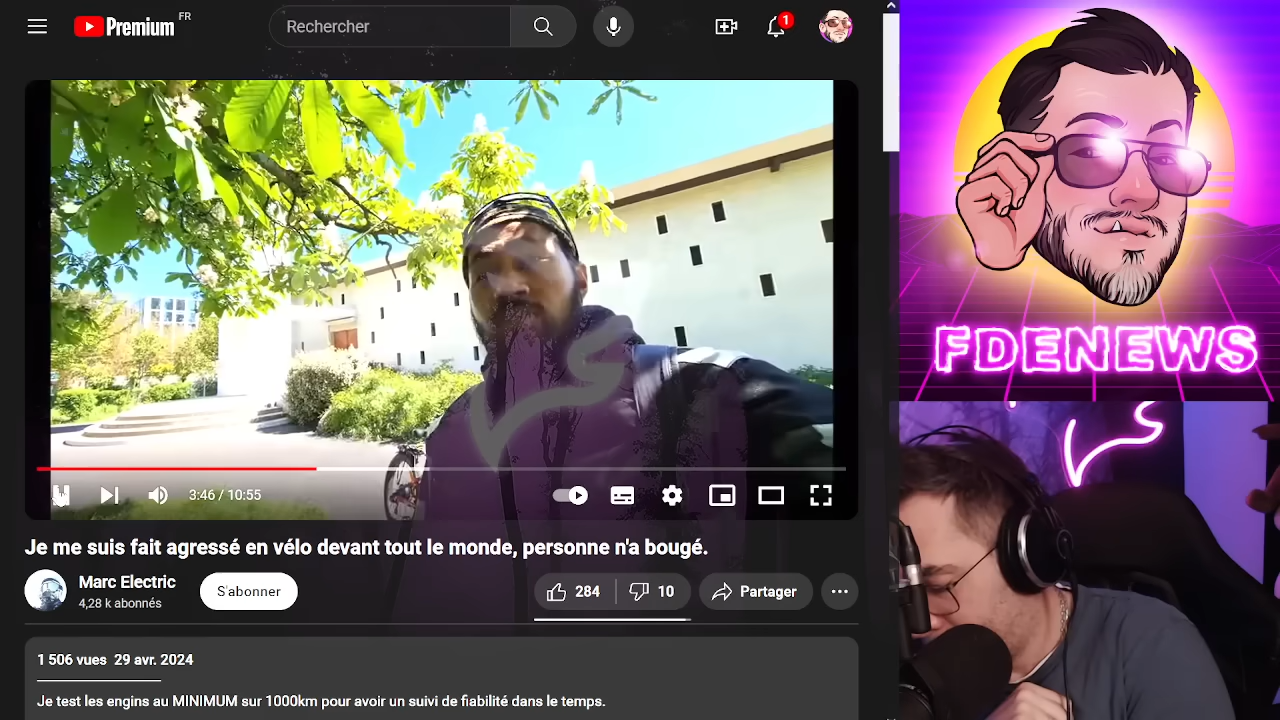 Premium FR
Rechercher
1
3:46 / 10:55
Je me suis fait agressé en vélo devant tout le monde, personne n'a bougé.
Marc Electric
4,28 k abonnés
S'abonner
284
10
Partager
1 506 vues 29 avr. 2024
Je test les engins au MINIMUM sur 1000km pour avoir un suivi de fiabilité dans le temps.
FDENEWS